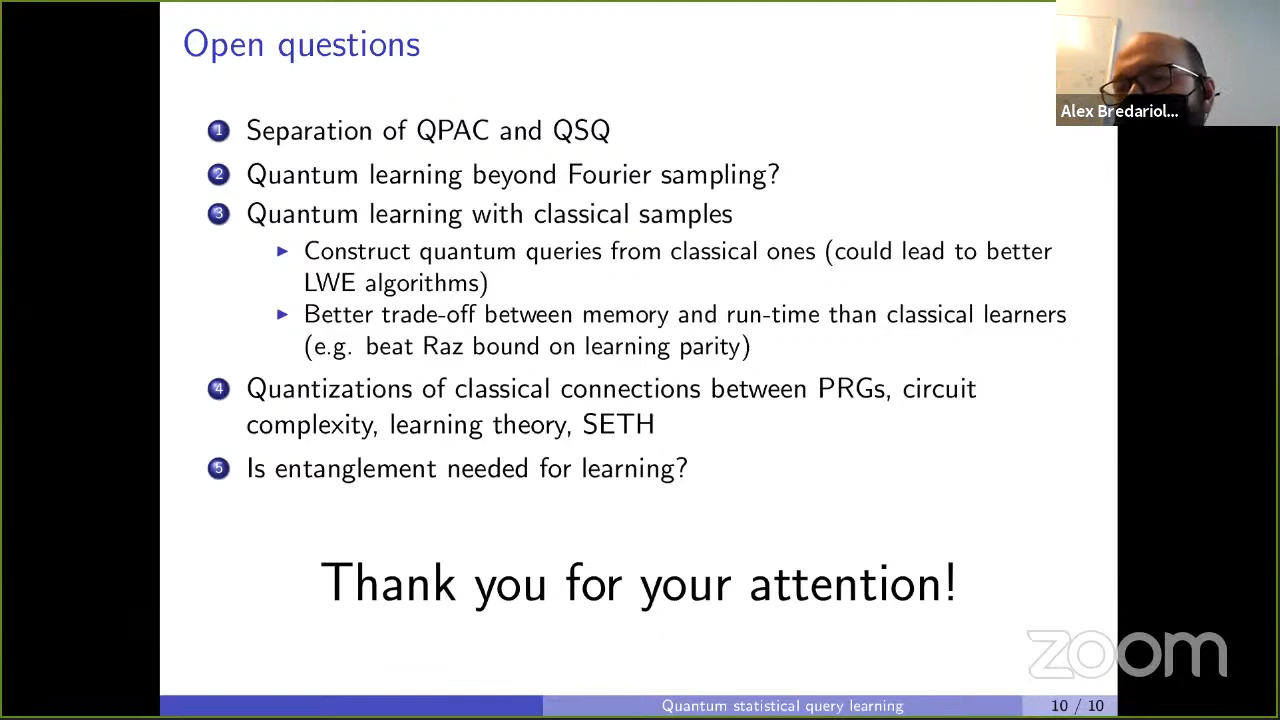 Open questions
Alex Bredariol...
1 Separation of QPAC and QSQ
2 Quantum learning beyond Fourier sampling?
3 Quantum learning with classical samples
Construct quantum queries from classical ones (could lead to better
LWE algorithms)
Better trade-off between memory and run-time than classical learners
(e.g. beat Raz bound on learning parity)
4 Quantizations of classical connections between PRGs, circuit
complexity, learning theory, SETH
5 Is entanglement needed for learning?
Thank you for your attention!
zoom
Quantum statistical query learning
10 / 10